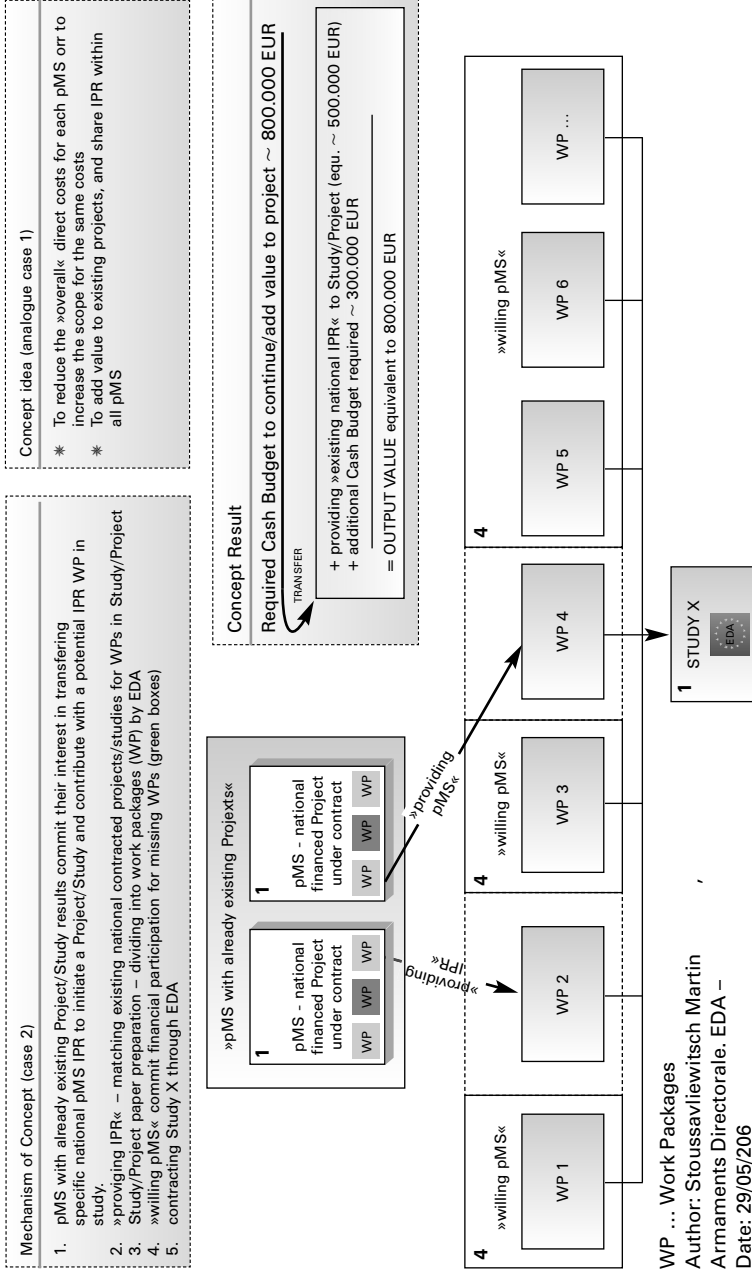 Mechanism of Concept (case 2)
1. pMS with already existing Project/Study results commit their interest in transfering
specific national pMS IPR to initiate a Project/Study and contribute with a potential IPR WP in
study.
2. »proviging IPR« – matching existing national contracted projects/studies for WPs in Study/Project
3. Study/Project paper preparation – dividing into work packages (WP) by EDA
4. »willing pMS« commit financial participation for missing WPs (green boxes)
5. contracting Study X through EDA
Concept idea (analogue case 1)
✳ To reduce the »overall« direct costs for each pMS orr to
increase the scope for the same costs
✳ To add value to existing projects, and share IPR within
all pMS
»pMS with already existing Projexts«
1
pMS - national
financed Project
under contract
WP WP WP
1
pMS - national
financed Project
under contract
WP WP WP
Concept Result
Required Cash Budget to continue/add value to project ~ 800.000 EUR
TRANSFER
+ providing »existing national IPR« to Study/Project (equ. ~ 500.000 EUR)
+ additional Cash Budget required ~ 300.000 EUR
= OUTPUT VALUE equivalent to 800.000 EUR
»providing
IPR«
»providing
pMS«
4
»willing pMS«
WP 1
WP 2
4
»willing pMS«
WP 3
WP 4
4
»willing pMS«
WP 5
WP 6
WP …
1
STUDY X
EDA
WP … Work Packages
Author: Stoussavliewitsch Martin ,
Armaments Directorale. EDA –
Date: 29/05/206